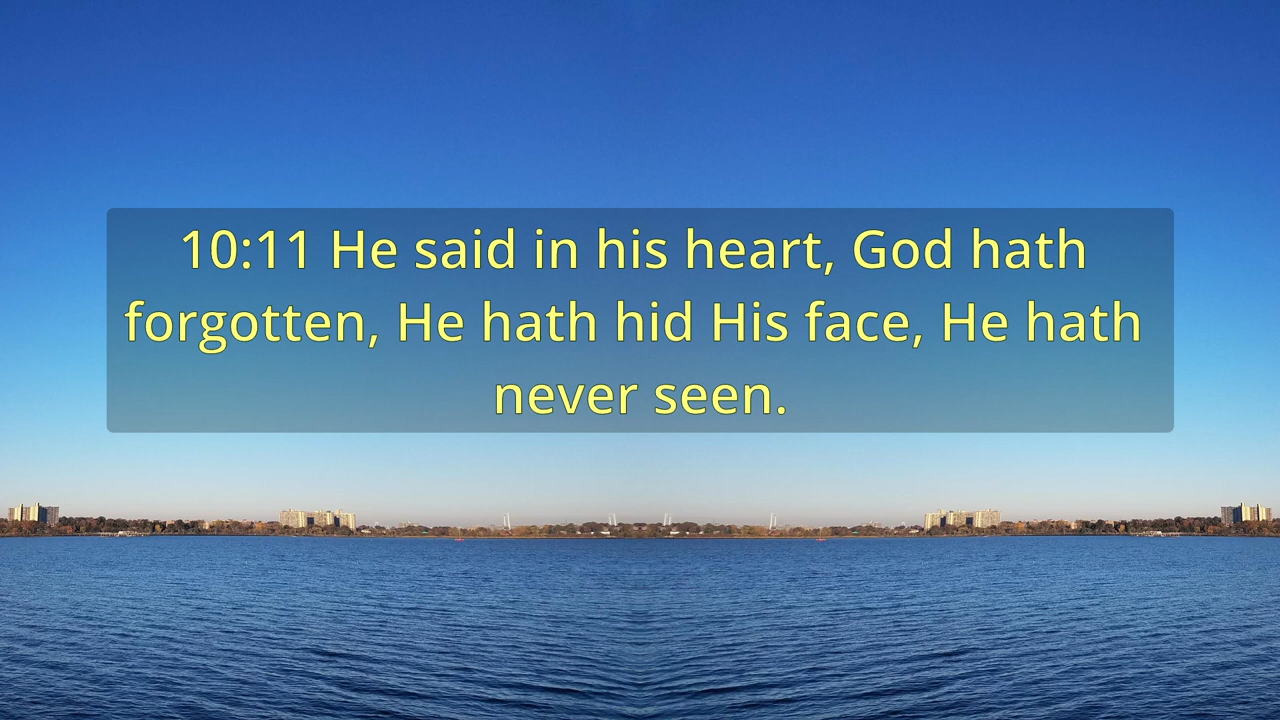 10:11 He said in his heart, God hath
forgotten, He hath hid His face, He hath
never seen.